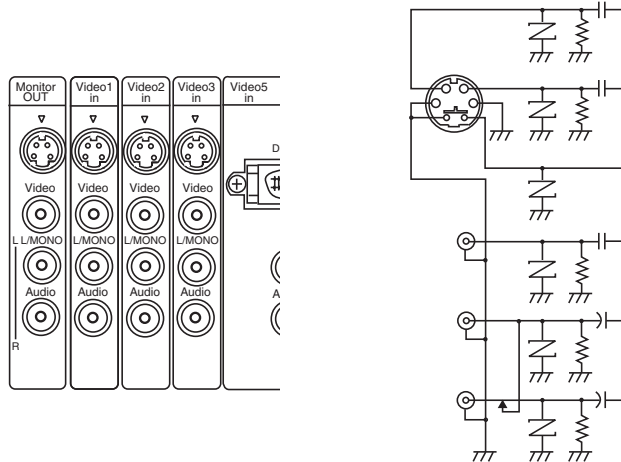 Monitor Video1 Video2 Video3 Video5
OUT in in in in
D
Video Video Video Video
L L/MONO L/MONO L/MONO L/MONO
Audio Audio Audio Audio A
R